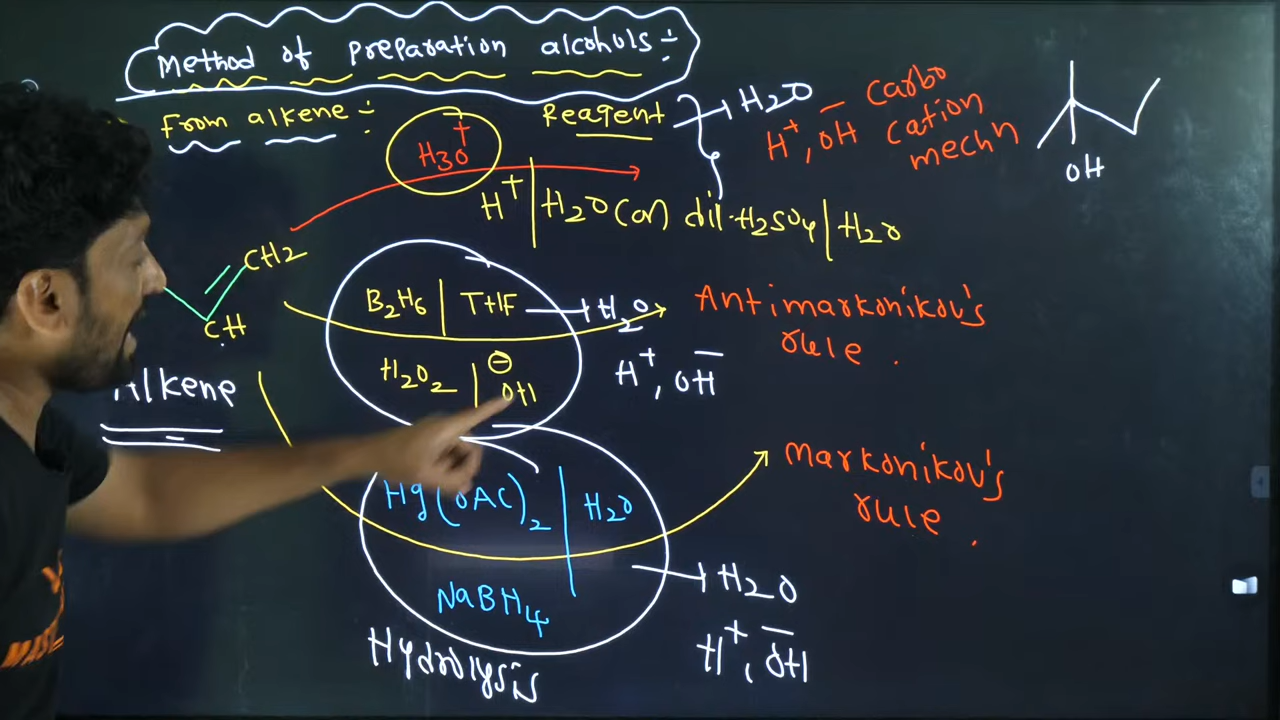 Method of preparation alcohols :-
From alkene :-
Reagent
H2O
H+, OH- carbo
cation
mechn
H3O+
H+ | H2O (or) dil·H2SO4 | H2O
OH
CH2
CH
Alkene
B2H6 | THF
H2O
H2O2 | OH⊖
H+, OH-
Antimarkonikov's
rule .
Hg(OAC)2 | H2O
NaBH4
markonikov's
rule .
H2O
H+, OH-
Hydrolysis